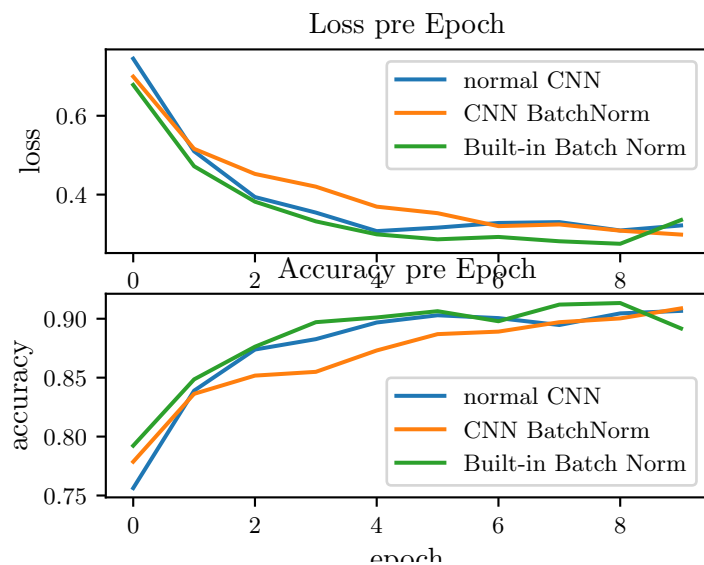 Loss pre Epoch
loss
0.6
0.4
normal CNN
CNN BatchNorm
Built-in Batch Norm
0 2 4 6 8
Accuracy pre Epoch
accuracy
0.90
0.85
0.80
0.75
normal CNN
CNN BatchNorm
Built-in Batch Norm
0 2 4 6 8
epoch